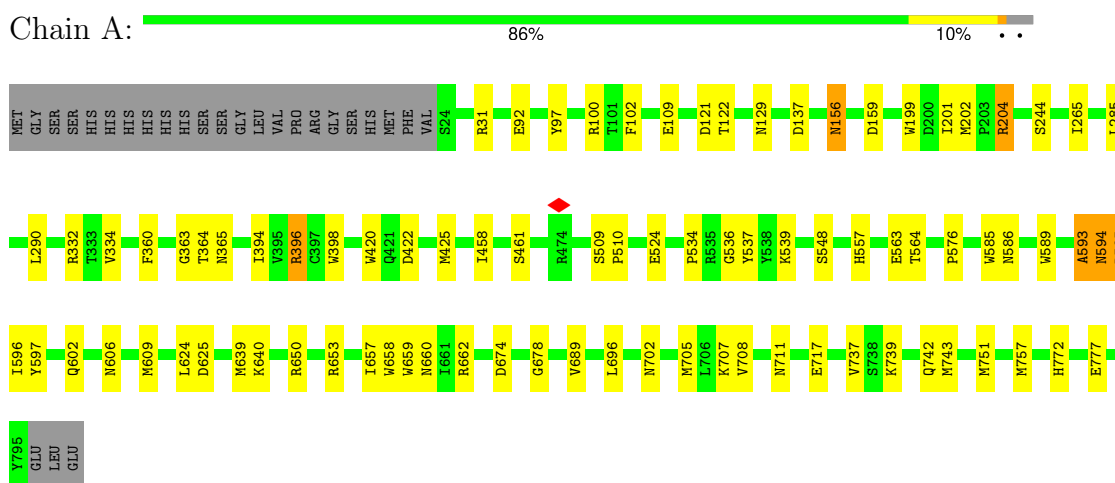 Chain A:
86% 10% • •
MET GLY SER SER HIS HIS HIS HIS HIS HIS SER SER GLY LEU VAL PRO ARG GLY SER HIS MET PHE VAL S24 R31 E92 Y97 R100 T101 F102 E109 D121 T122 N129 D137 N156 D159 W199 D200 I201 M202 P203 R204 S244 I265 L285
L290 R332 T333 V334 F360 G363 T364 N365 I394 V395 R396 C397 W398 W420 Q421 D422 M425 I458 S461 R474 S509 P510 E524 P534 R535 G536 Y537 Y538 K539 S548 H557 E563 T564 P576 W585 N586 W589 A593 N594
I596 Y597 Q602 N606 M609 L624 D625 M639 K640 R650 R653 I657 W658 W659 N660 I661 R662 D674 G678 V689 L696 N702 M705 L706 K707 V708 N711 E717 V737 S738 K739 Q742 M743 M751 M757 H772 E777
Y795 GLU LEU GLU